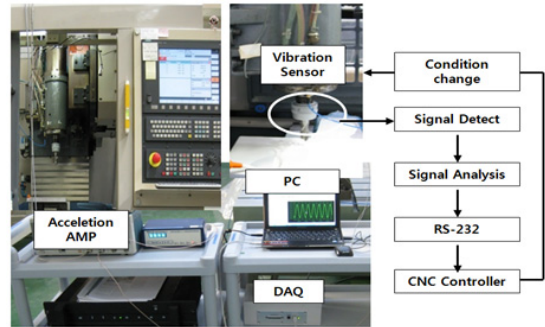 Vibration
Sensor
Condition
change
Signal Detect
Signal Analysis
RS-232
CNC Controller
PC
Acceletion
AMP
DAQ